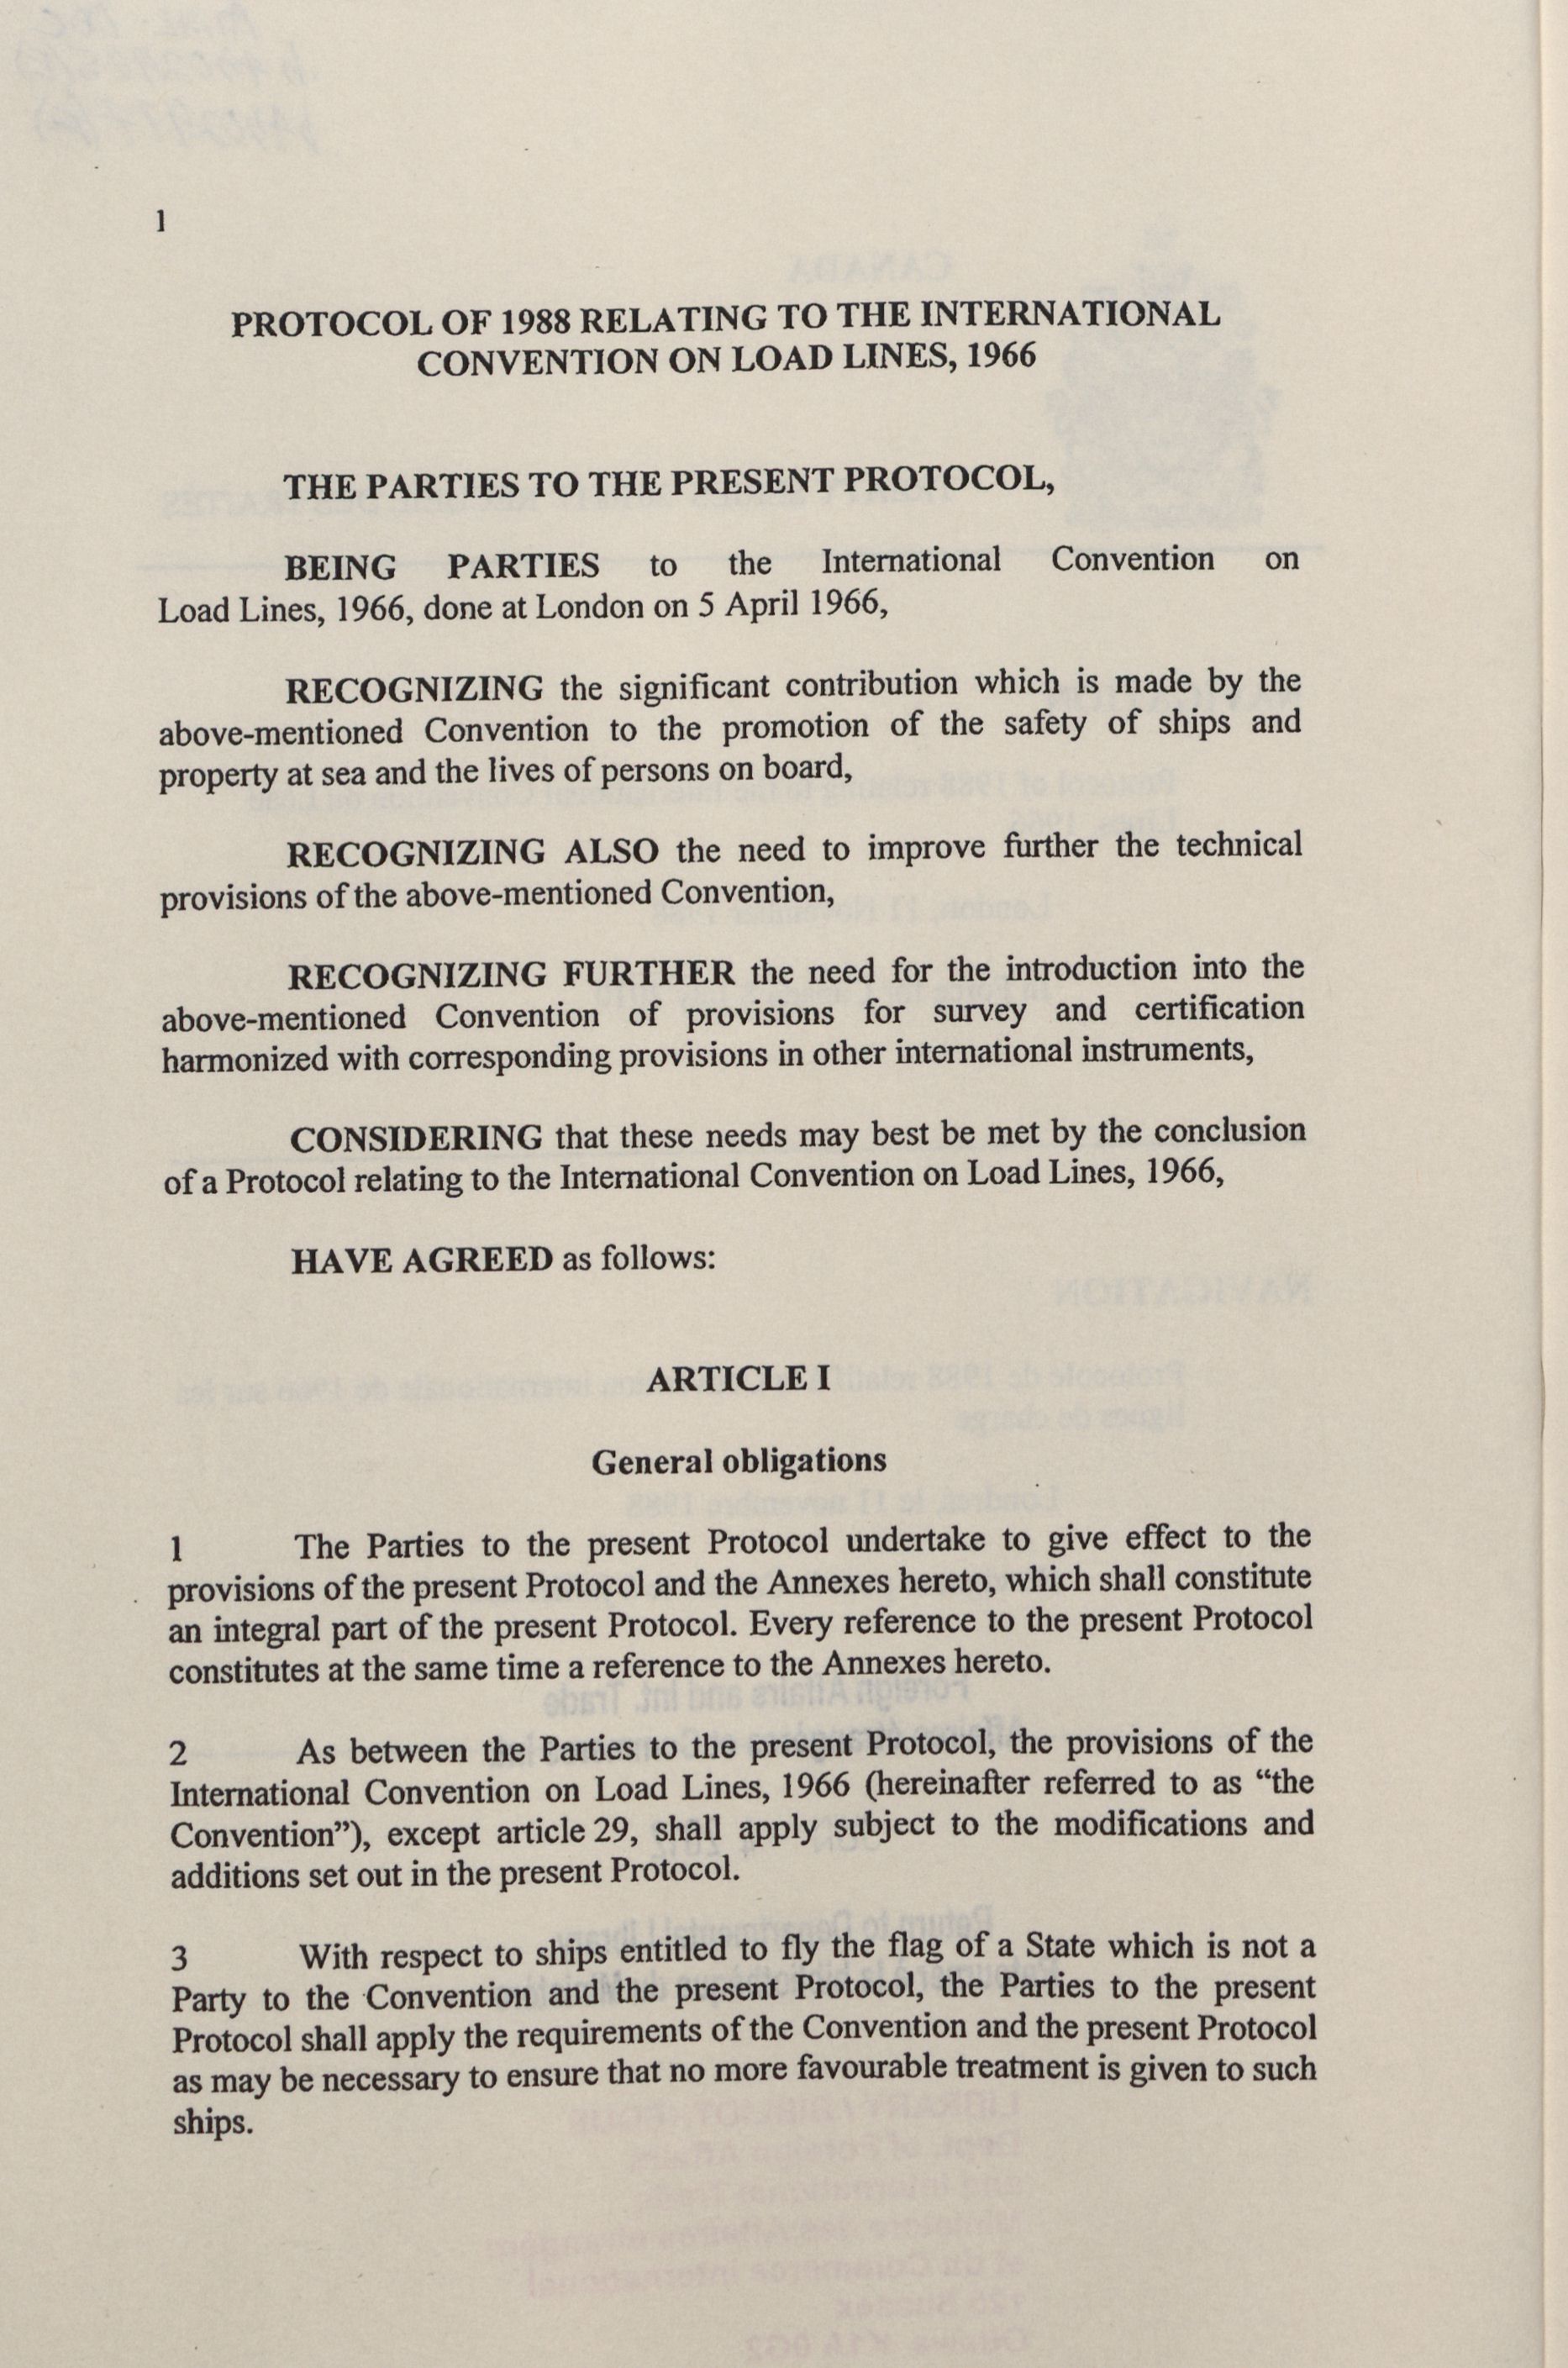 1
PROTOCOL OF 1988 RELATING TO THE INTERNATIONAL
CONVENTION ON LOAD LINES, 1966
THE PARTIES TO THE PRESENT PROTOCOL,
BEING PARTIES to the International Convention on
Load Lines, 1966, done at London on 5 April 1966,
RECOGNIZING the significant contribution which is made by the
above-mentioned Convention to the promotion of the safety of ships and
property at sea and the lives of persons on board,
RECOGNIZING ALSO the need to improve further the technical
provisions of the above-mentioned Convention,
RECOGNIZING FURTHER the need for the introduction into the
above-mentioned Convention of provisions for survey and certification
harmonized with corresponding provisions in other international instruments,
CONSIDERING that these needs may best be met by the conclusion
of a Protocol relating to the International Convention on Load Lines, 1966,
HAVE AGREED as follows:
ARTICLE I
General obligations
1 The Parties to the present Protocol undertake to give effect to the
provisions of the present Protocol and the Annexes hereto, which shall constitute
an integral part of the present Protocol. Every reference to the present Protocol
constitutes at the same time a reference to the Annexes hereto.
2 As between the Parties to the present Protocol, the provisions of the
International Convention on Load Lines, 1966 (hereinafter referred to as “the
Convention”), except article 29, shall apply subject to the modifications and
additions set out in the present Protocol.
3 With respect to ships entitled to fly the flag of a State which is not a
Party to the Convention and the present Protocol, the Parties to the present
Protocol shall apply the requirements of the Convention and the present Protocol
as may be necessary to ensure that no more favourable treatment is given to such
ships.